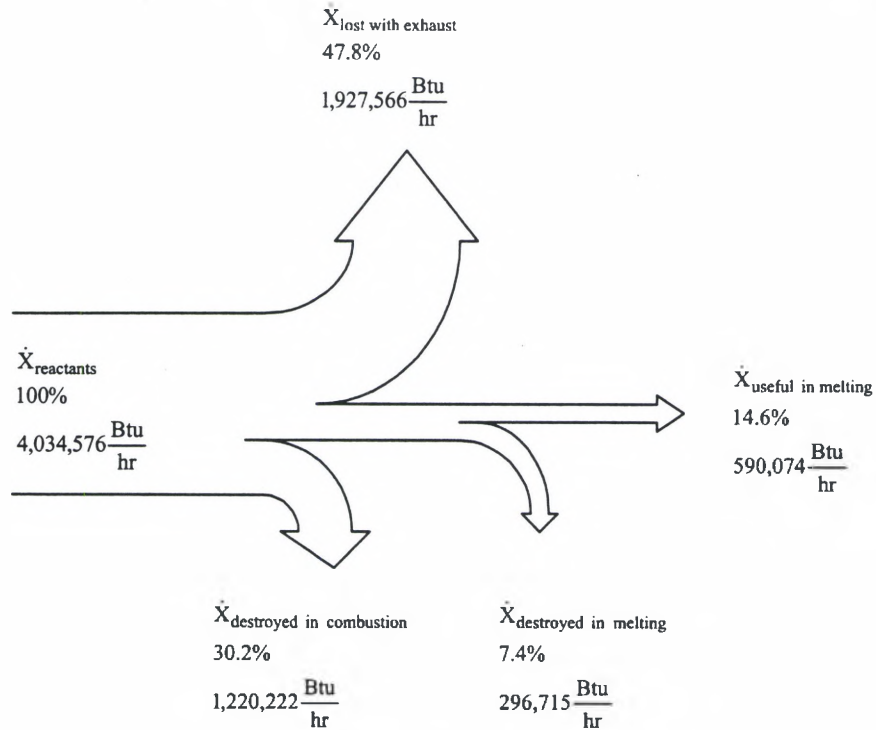 Ẋlost with exhaust
47.8%
1,927,566 Btu/hr
Ẋreactants
100%
4,034,576 Btu/hr
Ẋuseful in melting
14.6%
590,074 Btu/hr
Ẋdestroyed in combustion
30.2%
1,220,222 Btu/hr
Ẋdestroyed in melting
7.4%
296,715 Btu/hr